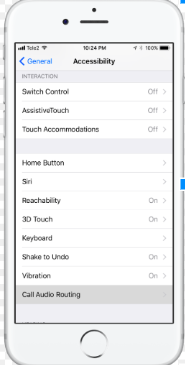 Tele2 10:24 PM 100%
General Accessibility
INTERACTION
Switch Control Off
AssistiveTouch Off
Touch Accommodations Off
Home Button
Siri
Reachability On
3D Touch On
Keyboard
Shake to Undo On
Vibration On
Call Audio Routing